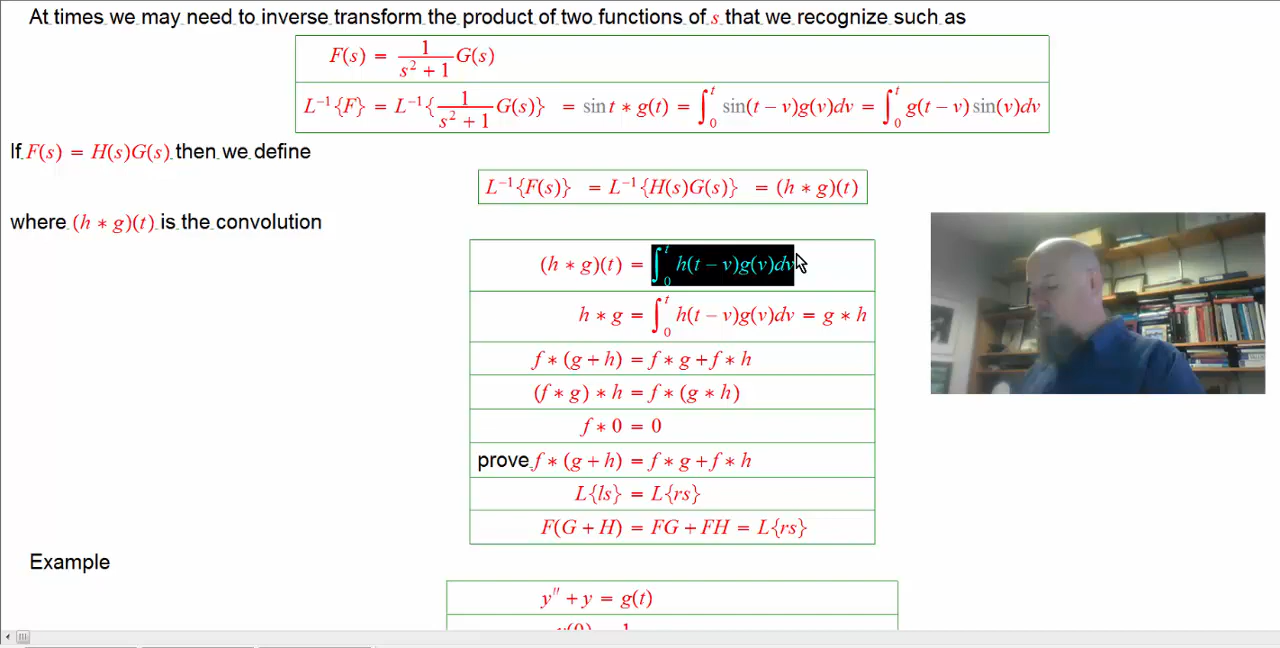 At times we may need to inverse transform the product of two functions of s that we recognize such as
F(s) = 1/(s² + 1) G(s)
L⁻¹{F} = L⁻¹{1/(s² + 1) G(s)} = sin t ∗ g(t) = ∫₀ᵗ sin(t − v)g(v)dv = ∫₀ᵗ g(t − v) sin(v)dv
If F(s) = H(s)G(s) then we define
L⁻¹{F(s)} = L⁻¹{H(s)G(s)} = (h ∗ g)(t)
where (h ∗ g)(t) is the convolution
(h ∗ g)(t) = ∫₀ᵗ h(t − v)g(v)dv
h ∗ g = ∫₀ᵗ h(t − v)g(v)dv = g ∗ h
f ∗ (g + h) = f ∗ g + f ∗ h
(f ∗ g) ∗ h = f ∗ (g ∗ h)
f ∗ 0 = 0
prove f ∗ (g + h) = f ∗ g + f ∗ h
L{ls} = L{rs}
F(G + H) = FG + FH = L{rs}
Example
y″ + y = g(t)